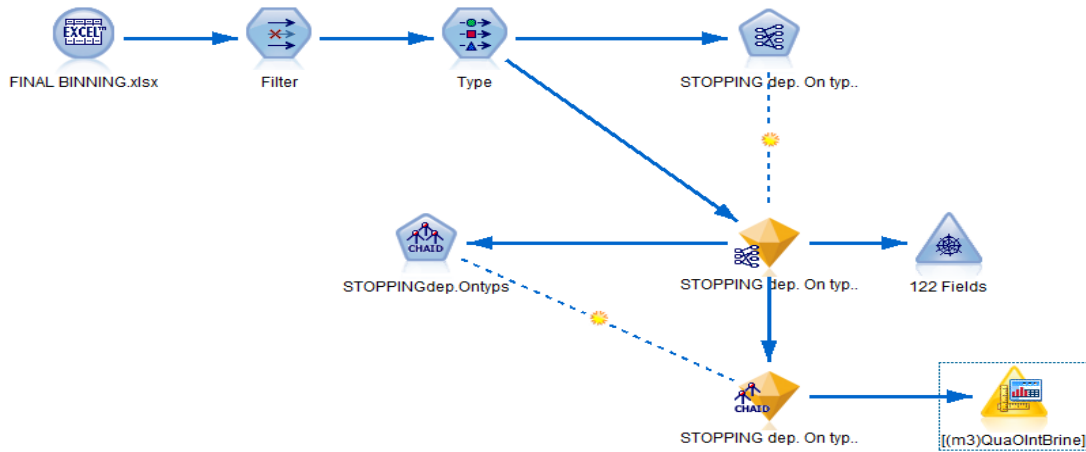 EXCEL™
FINAL BINNING.xlsx
Filter
Type
STOPPING dep. On typ..
CHAID
STOPPINGdep.Ontyps
STOPPING dep. On typ..
122 Fields
CHAID
STOPPING dep. On typ..
[(m3)QuaOIntBrine]